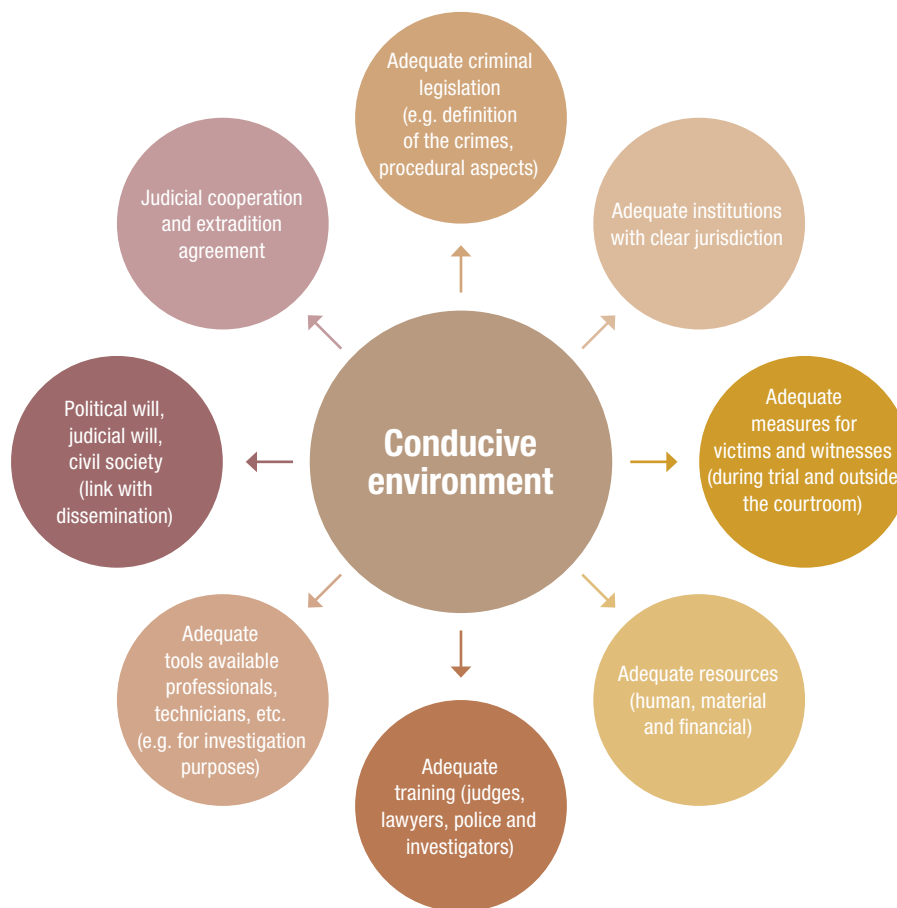 Adequate criminal
legislation
(e.g. definition
of the crimes,
procedural aspects)
Judicial cooperation
and extradition
agreement
Adequate institutions
with clear jurisdiction
Political will,
judicial will,
civil society
(link with
dissemination)
Conducive
environment
Adequate
measures for
victims and witnesses
(during trial and outside
the courtroom)
Adequate
tools available
professionals,
technicians, etc.
(e.g. for investigation
purposes)
Adequate resources
(human, material
and financial)
Adequate
training (judges,
lawyers, police and
investigators)